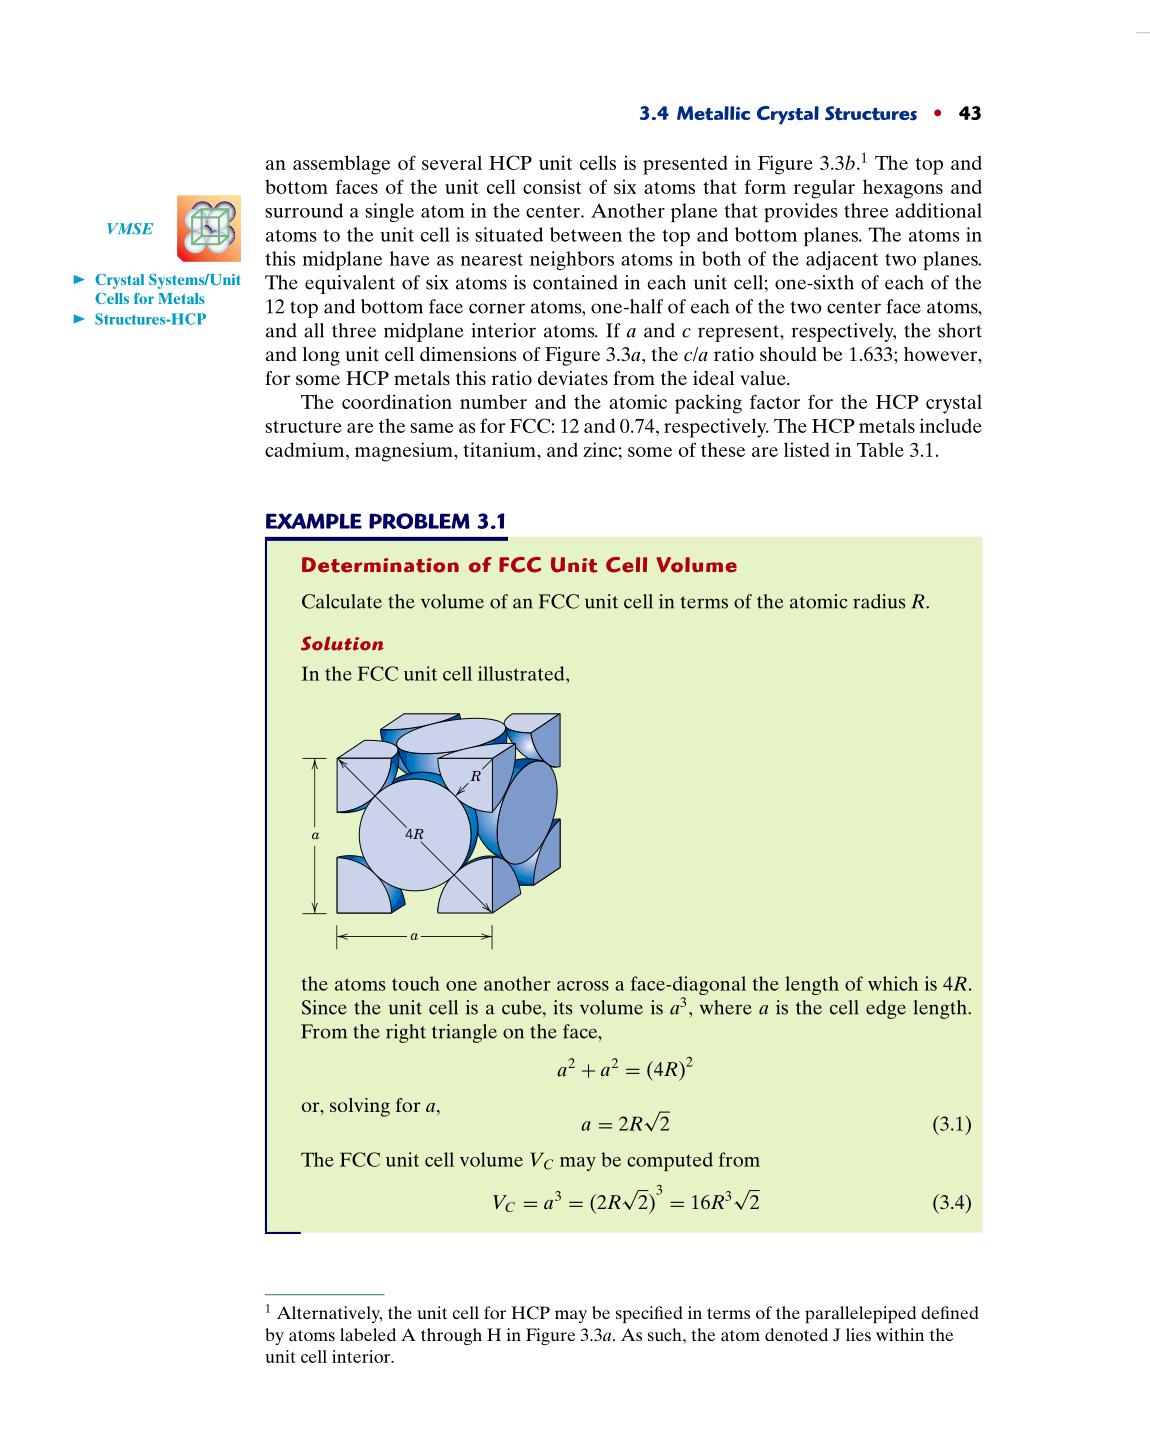 3.4 Metallic Crystal Structures • 43
an assemblage of several HCP unit cells is presented in Figure 3.3b.¹ The top and
bottom faces of the unit cell consist of six atoms that form regular hexagons and
surround a single atom in the center. Another plane that provides three additional
atoms to the unit cell is situated between the top and bottom planes. The atoms in
this midplane have as nearest neighbors atoms in both of the adjacent two planes.
The equivalent of six atoms is contained in each unit cell; one-sixth of each of the
12 top and bottom face corner atoms, one-half of each of the two center face atoms,
and all three midplane interior atoms. If a and c represent, respectively, the short
and long unit cell dimensions of Figure 3.3a, the c/a ratio should be 1.633; however,
for some HCP metals this ratio deviates from the ideal value.
The coordination number and the atomic packing factor for the HCP crystal
structure are the same as for FCC: 12 and 0.74, respectively. The HCP metals include
cadmium, magnesium, titanium, and zinc; some of these are listed in Table 3.1.
VMSE
► Crystal Systems/Unit
Cells for Metals
► Structures-HCP
EXAMPLE PROBLEM 3.1
Determination of FCC Unit Cell Volume
Calculate the volume of an FCC unit cell in terms of the atomic radius R.
Solution
In the FCC unit cell illustrated,
R
a
4R
a
the atoms touch one another across a face-diagonal the length of which is 4R.
Since the unit cell is a cube, its volume is a³, where a is the cell edge length.
From the right triangle on the face,
a² + a² = (4R)²
or, solving for a,
a = 2R√2 (3.1)
The FCC unit cell volume V_C may be computed from
V_C = a³ = (2R√2)³ = 16R³√2 (3.4)
¹ Alternatively, the unit cell for HCP may be specified in terms of the parallelepiped defined
by atoms labeled A through H in Figure 3.3a. As such, the atom denoted J lies within the
unit cell interior.